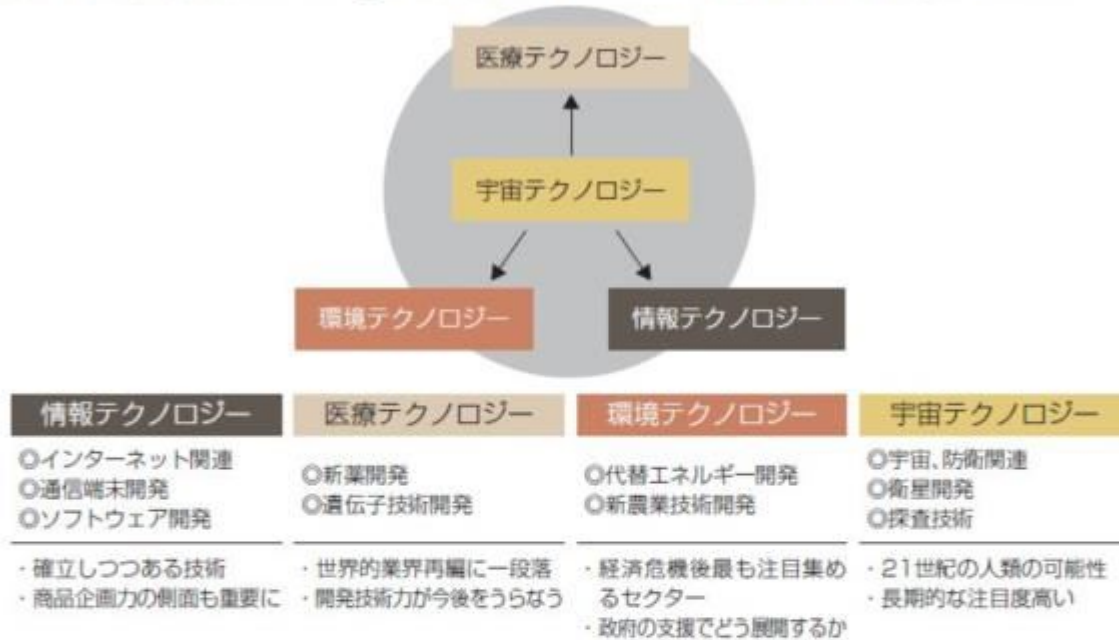 医療テクノロジー
宇宙テクノロジー
環境テクノロジー
情報テクノロジー
情報テクノロジー
◎インターネット関連
◎通信端末開発
◎ソフトウェア開発
・確立しつつある技術
・商品企画力の側面も重要に
医療テクノロジー
◎新薬開発
◎遺伝子技術開発
・世界的業界再編に一段落
・開発技術力が今後をうらなう
環境テクノロジー
◎代替エネルギー開発
◎新農業技術開発
・経済危機後最も注目集め
るセクター
・政府の支援でどう展開するか
宇宙テクノロジー
◎宇宙、防衛関連
◎衛星開発
◎探査技術
・21世紀の人類の可能性
・長期的な注目度高い